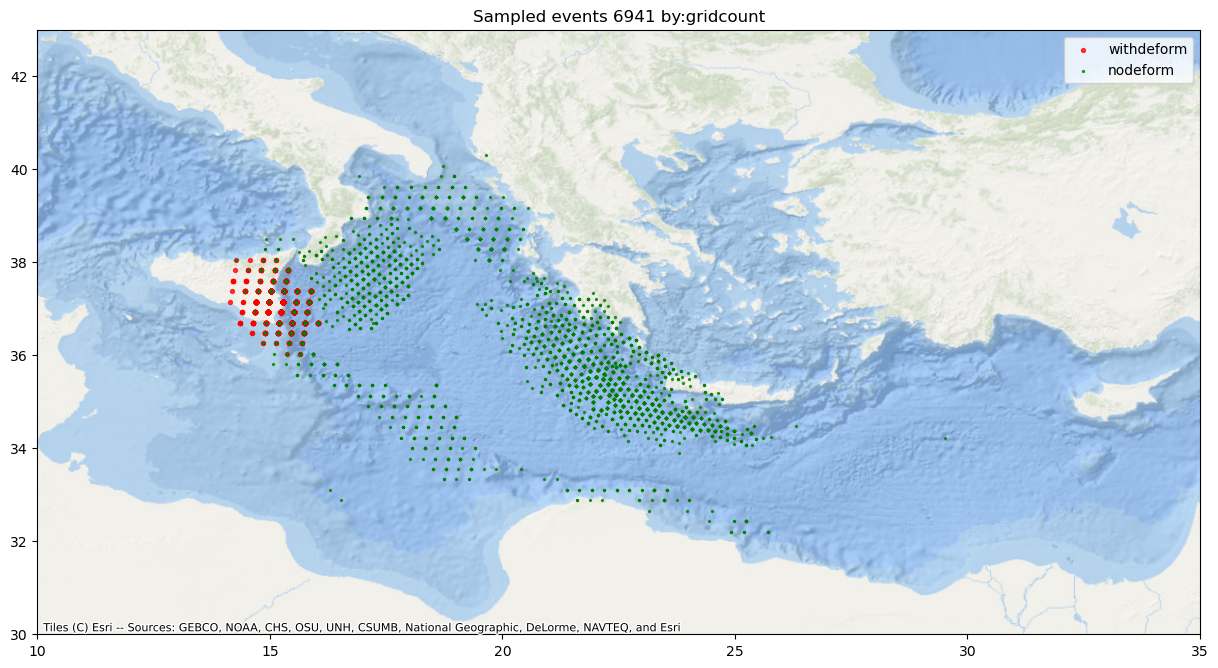 Sampled events 6941 by:gridcount
withdeform
nodeform
42
40
38
36
34
32
30
Tiles (C) Esri -- Sources: GEBCO, NOAA, CHS, OSU, UNH, CSUMB, National Geographic, DeLorme, NAVTEQ, and Esri
10 15 20 25 30 35